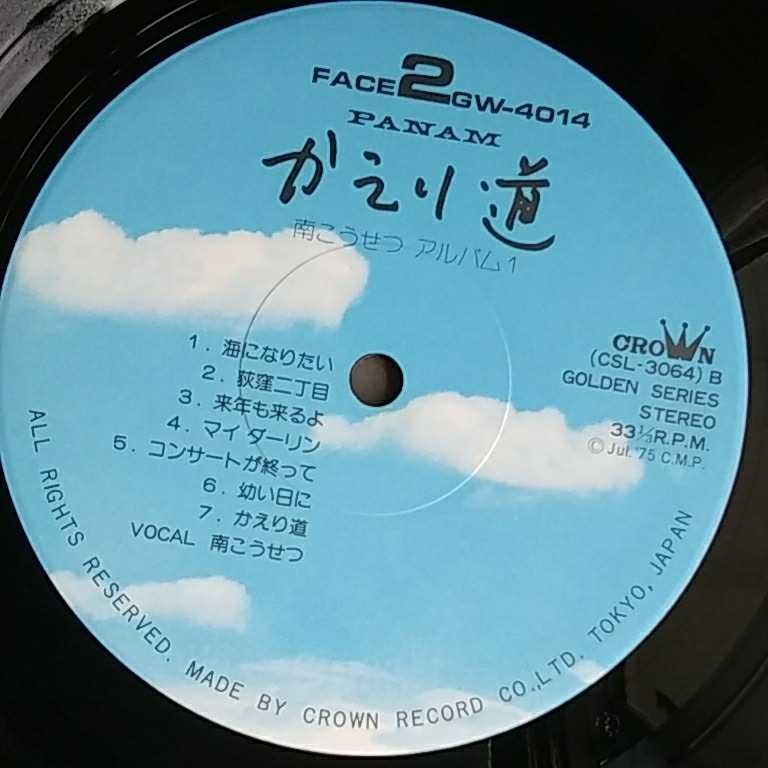 FACE 2 GW-4014
PANAM
かえり道
南こうせつ アルバム1
1. 海になりたい
2. 荻窪二丁目
3. 来年も来るよ
4. マイ ダーリン
5. コンサートが終って
6. 幼い日に
7. かえり道
VOCAL 南こうせつ
CROWN
(CSL-3064) B
GOLDEN SERIES
STEREO
33⅓R.P.M.
©Jul.'75 C.M.P.
ALL RIGHTS RESERVED. MADE BY CROWN RECORD CO.,LTD. TOKYO, JAPAN